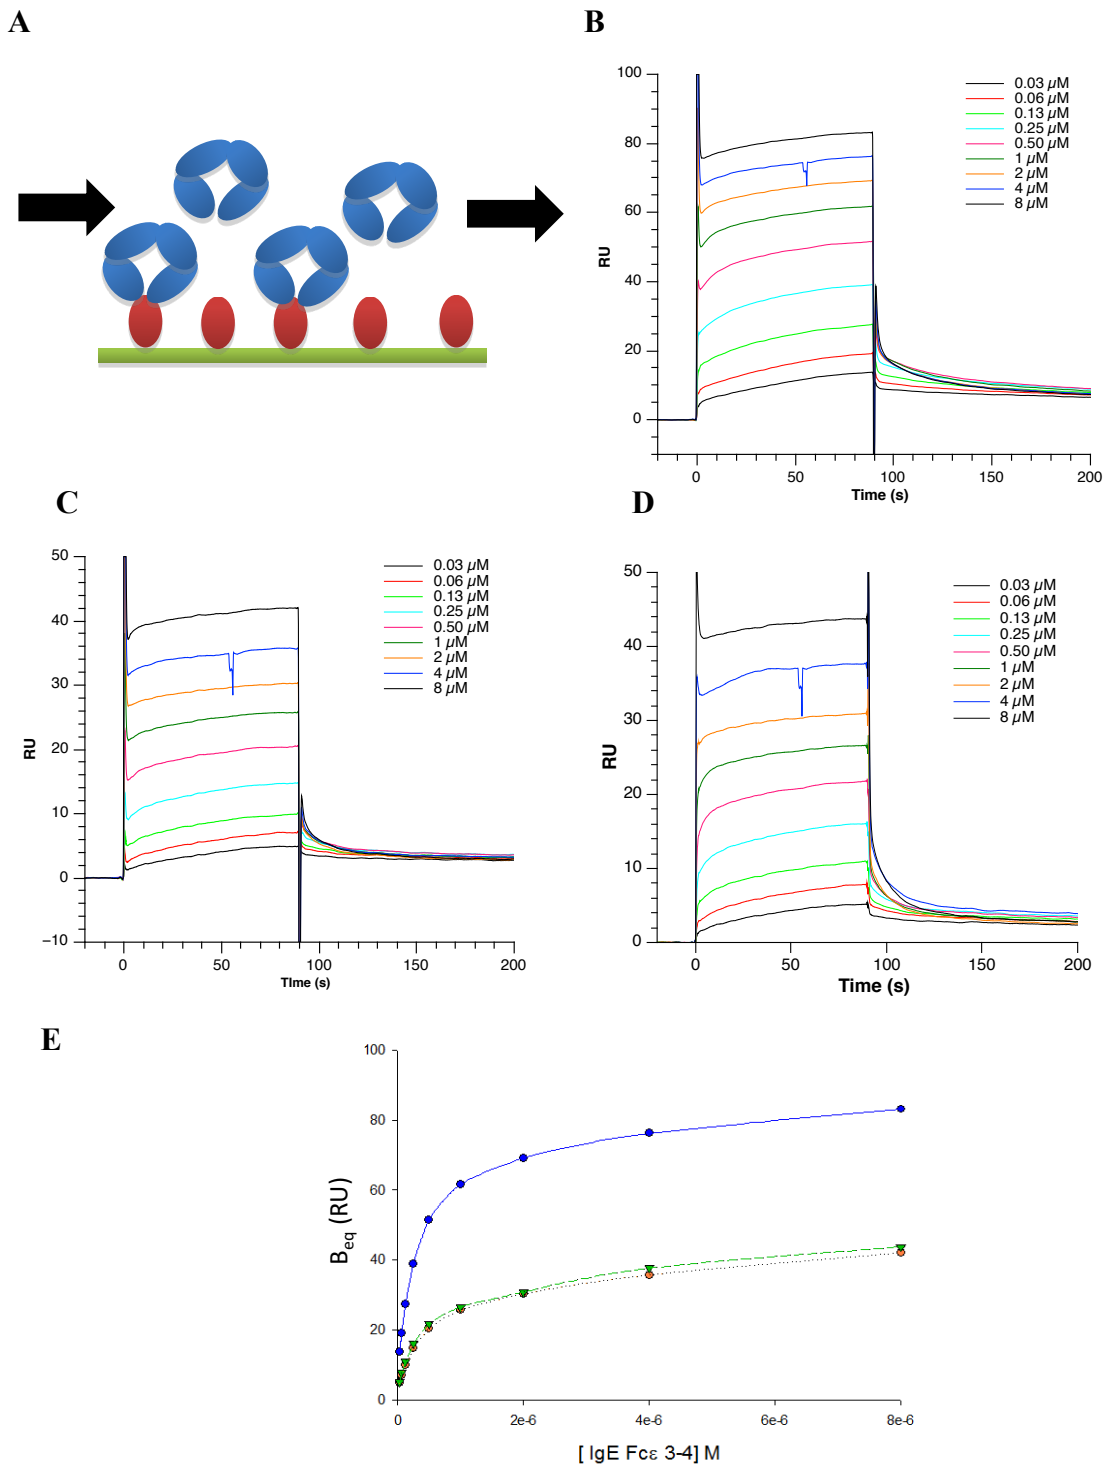 A
B
100
80
60
40
20
0
RU
0
50
100
150
200
Time (s)
0.03 µM
0.06 µM
0.13 µM
0.25 µM
0.50 µM
1 µM
2 µM
4 µM
8 µM
C
50
40
30
20
10
0
−10
RU
0
50
100
150
200
TIme (s)
0.03 µM
0.06 µM
0.13 µM
0.25 µM
0.50 µM
1 µM
2 µM
4 µM
8 µM
D
50
40
30
20
10
0
RU
0
50
100
150
200
Time (s)
0.03 µM
0.06 µM
0.13 µM
0.25 µM
0.50 µM
1 µM
2 µM
4 µM
8 µM
E
100
80
60
40
20
0
Beq (RU)
0
2e-6
4e-6
6e-6
8e-6
[ IgE Fcε 3-4] M